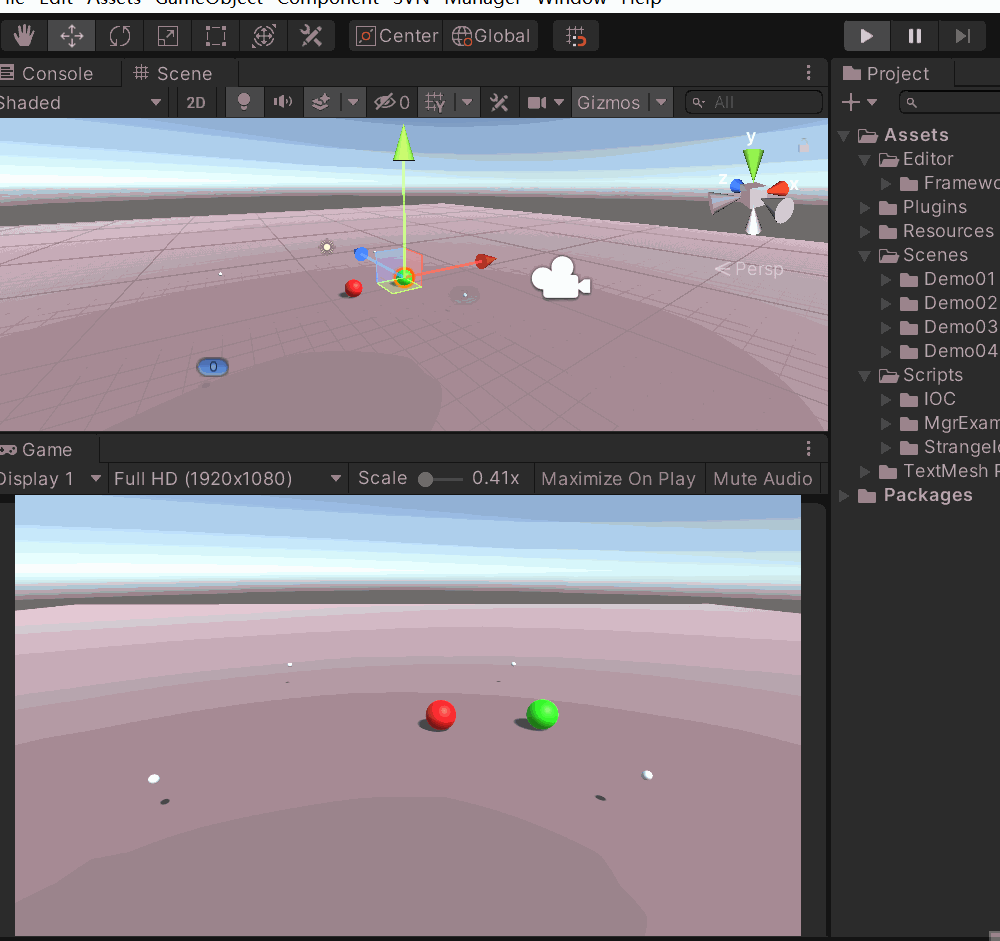 File Edit Assets GameObject Component SVN Manager Window Help
Center Global
Console Scene
Shaded 2D 0 Gizmos All
y
z x
Persp
0
Game
Display 1 Full HD (1920x1080) Scale 0.41x Maximize On Play Mute Audio
Project
Assets
Editor
Framewo
Plugins
Resources
Scenes
Demo01
Demo02
Demo03
Demo04
Scripts
IOC
MgrExam
StrangeIo
TextMesh P
Packages